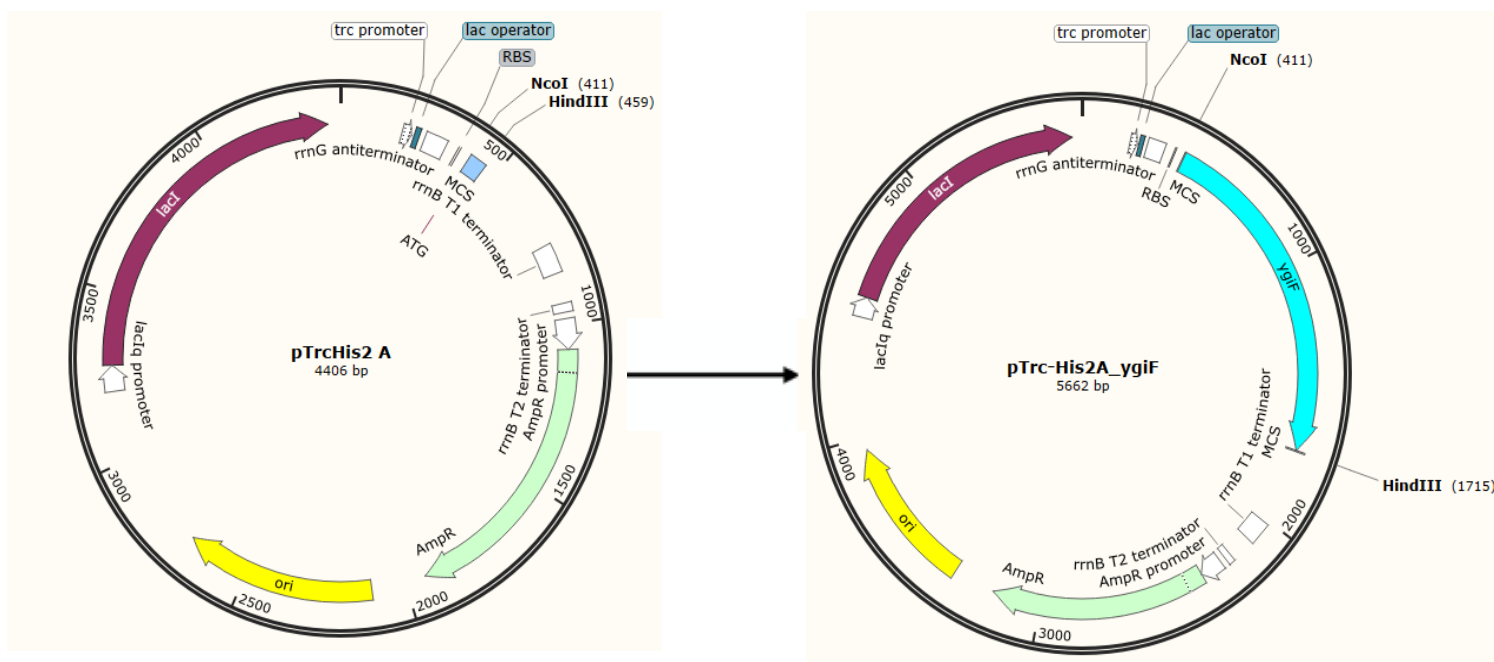 trc promoter
lac operator
RBS
NcoI (411)
HindIII (459)
500
4000
lacI
rrnG antiterminator
MCS
rrnB T1 terminator
ATG
1000
3500
lacIq promoter
pTrcHis2 A
4406 bp
rrnB T2 terminator
AmpR promoter
3000
1500
AmpR
ori
2500
2000
trc promoter
lac operator
NcoI (411)
5000
lacI
rrnG antiterminator
RBS
MCS
1000
ygiF
lacIq promoter
pTrc-His2A_ygiF
5662 bp
rrnB T1 terminator
MCS
4000
HindIII (1715)
2000
ori
rrnB T2 terminator
AmpR promoter
AmpR
3000